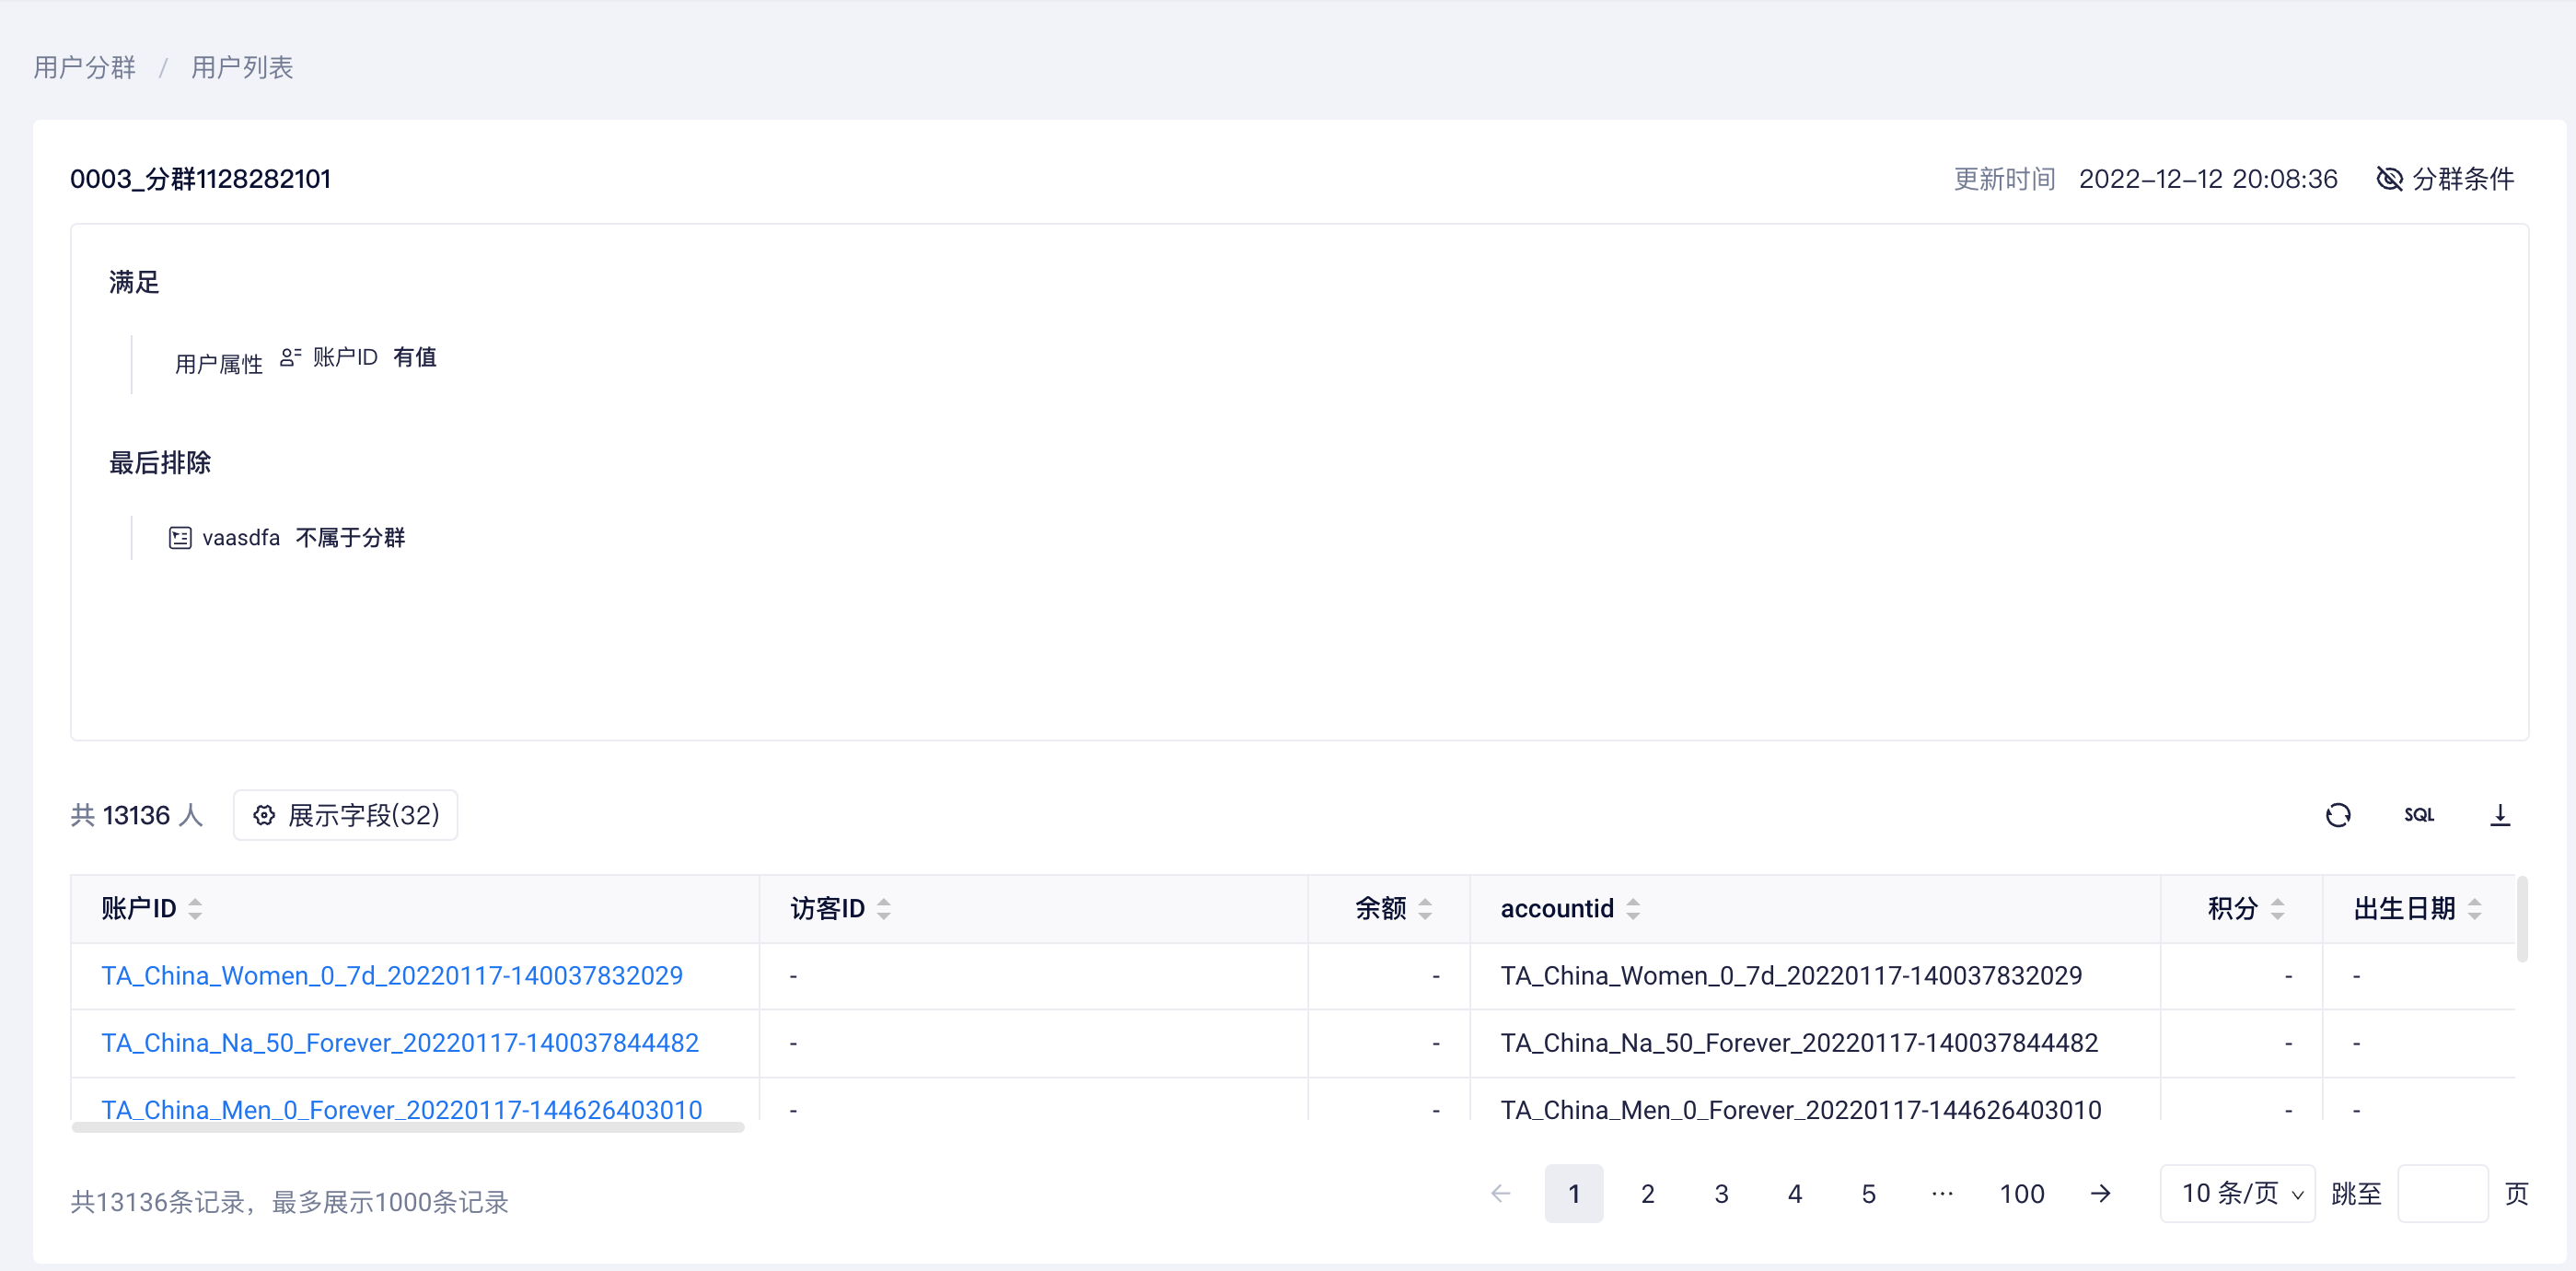 用户分群 / 用户列表
0003_分群1128282101 更新时间 2022-12-12 20:08:36 分群条件
满足
用户属性 账户ID 有值
最后排除
vaasdfa 不属于分群
共 13136 人 展示字段(32) SQL
账户ID 访客ID 余额 accountid 积分 出生日期
TA_China_Women_0_7d_20220117-140037832029 - - TA_China_Women_0_7d_20220117-140037832029 - -
TA_China_Na_50_Forever_20220117-140037844482 - - TA_China_Na_50_Forever_20220117-140037844482 - -
TA_China_Men_0_Forever_20220117-144626403010 - - TA_China_Men_0_Forever_20220117-144626403010 - -
共13136条记录，最多展示1000条记录 1 2 3 4 5 ··· 100 10 条/页 跳至 页